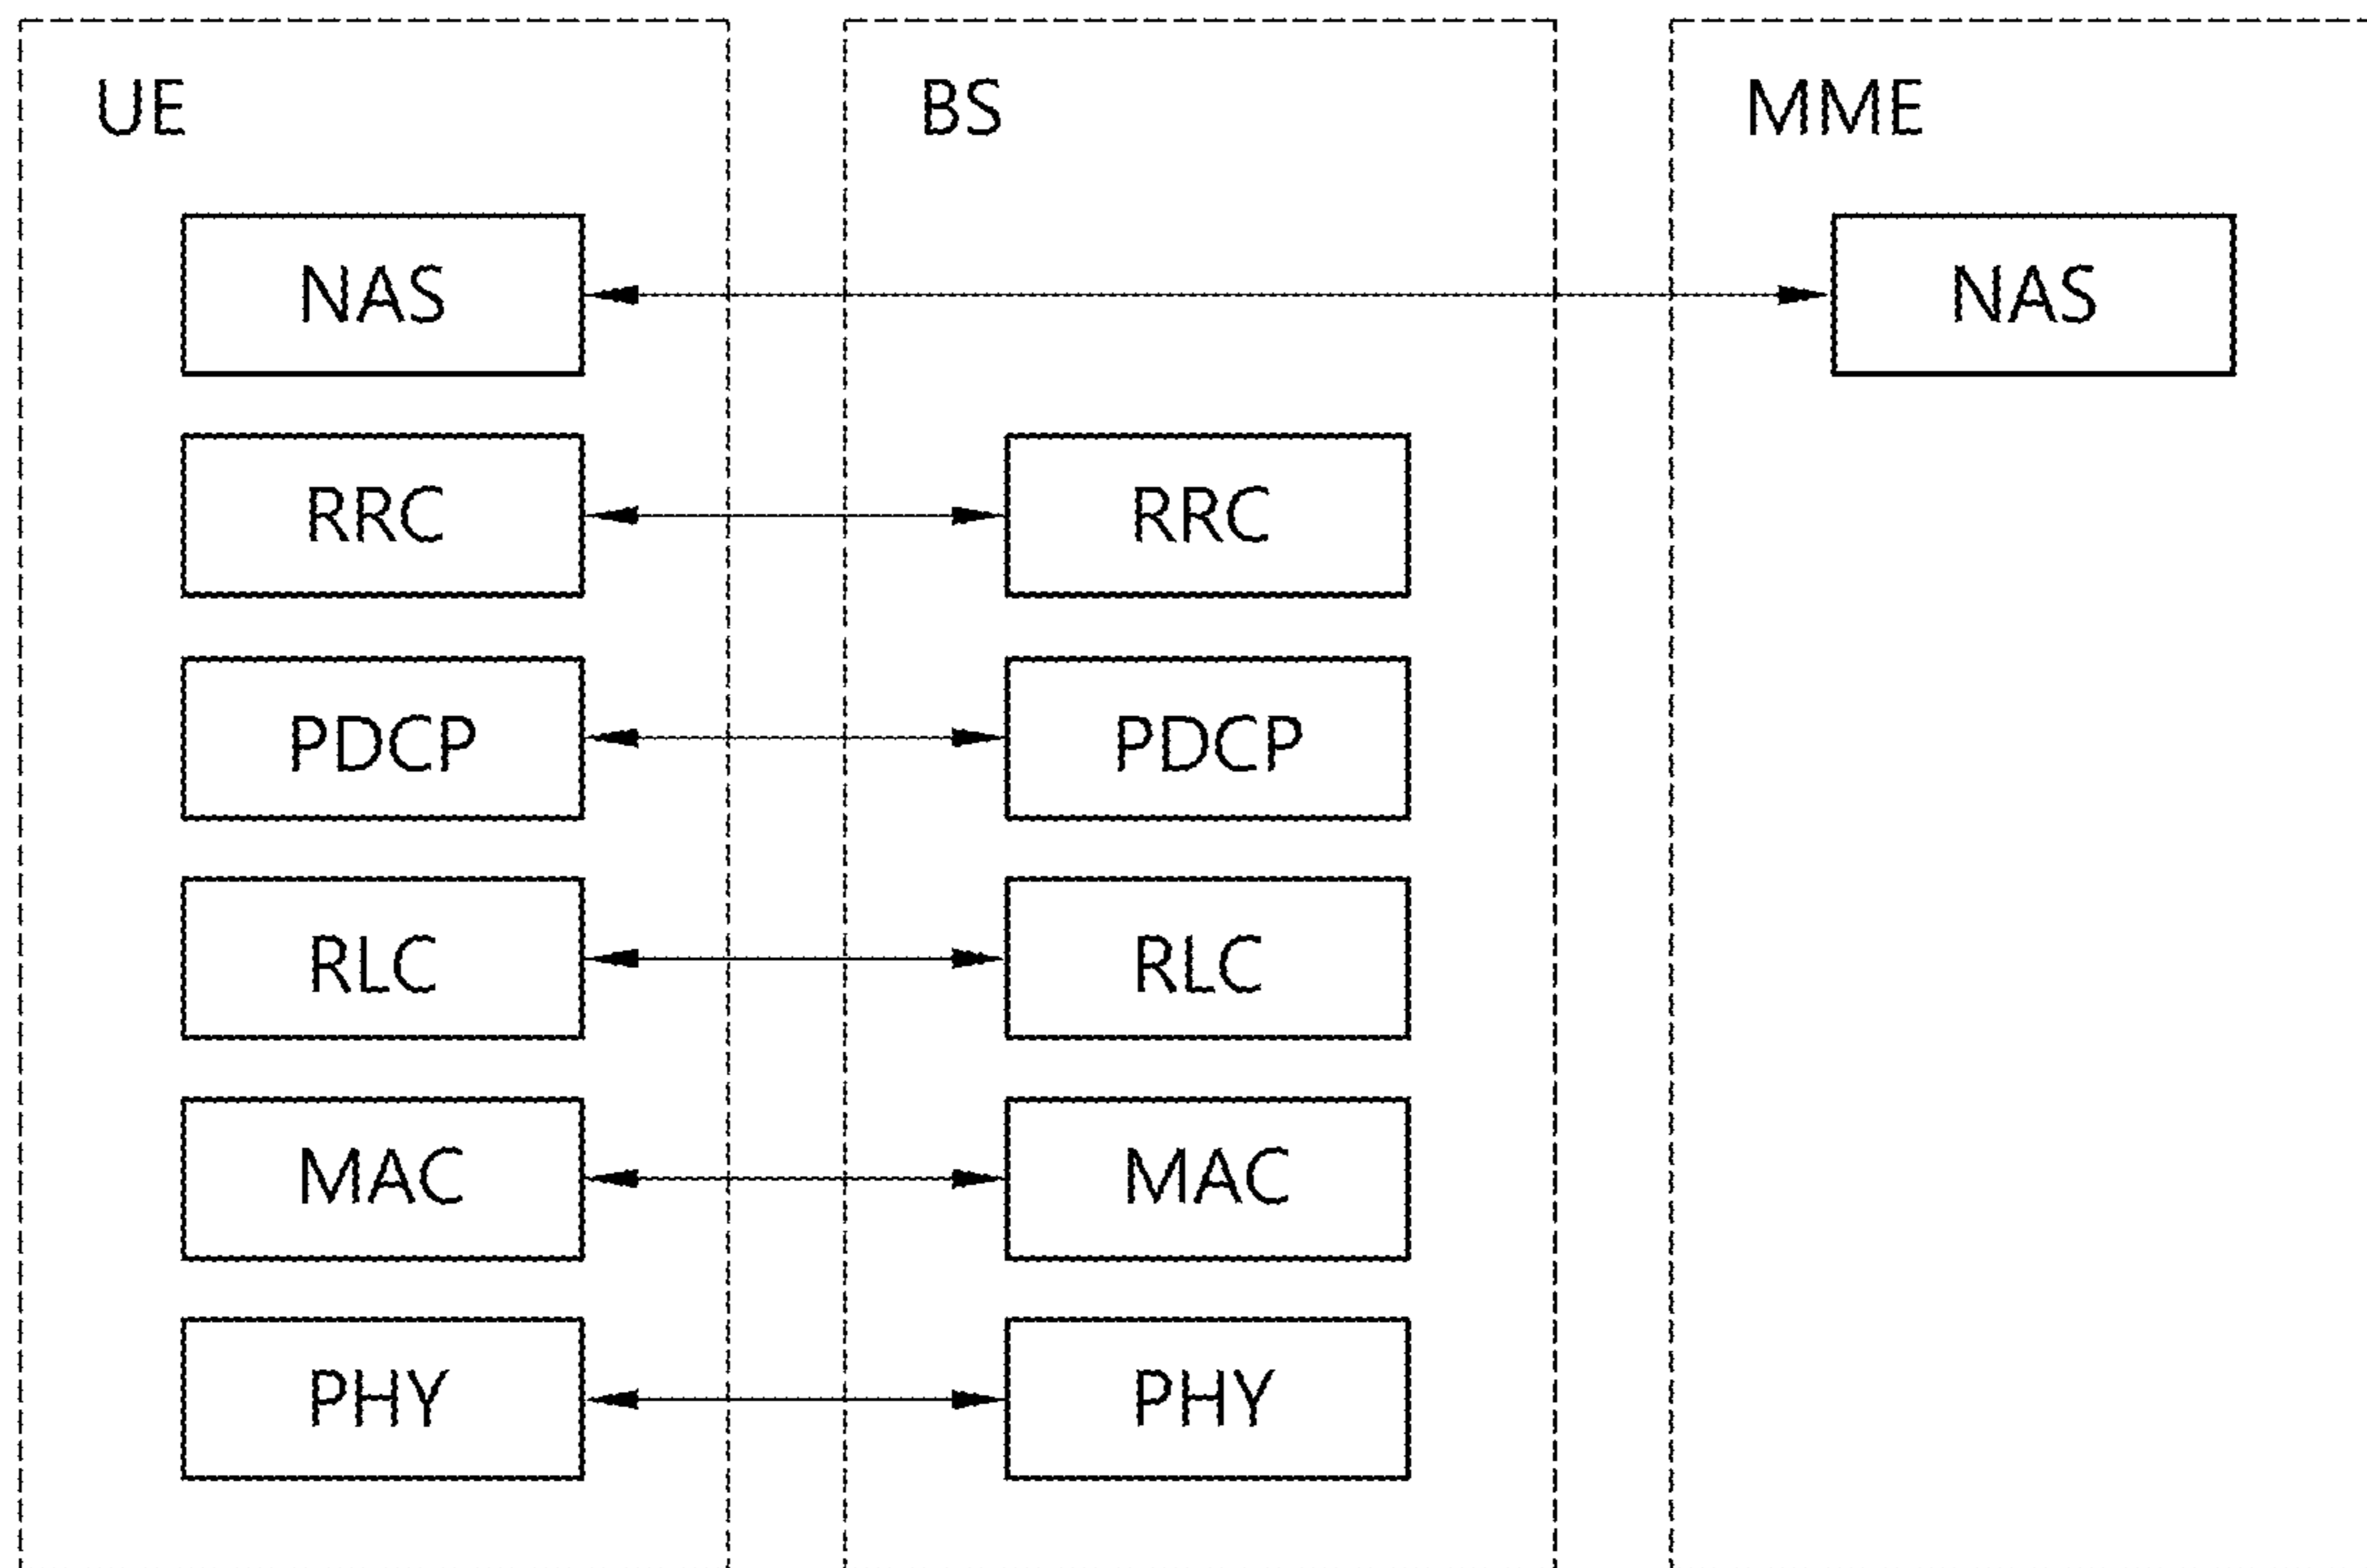 UE
BS
MME
NAS
NAS
RRC
RRC
PDCP
PDCP
RLC
RLC
MAC
MAC
PHY
PHY